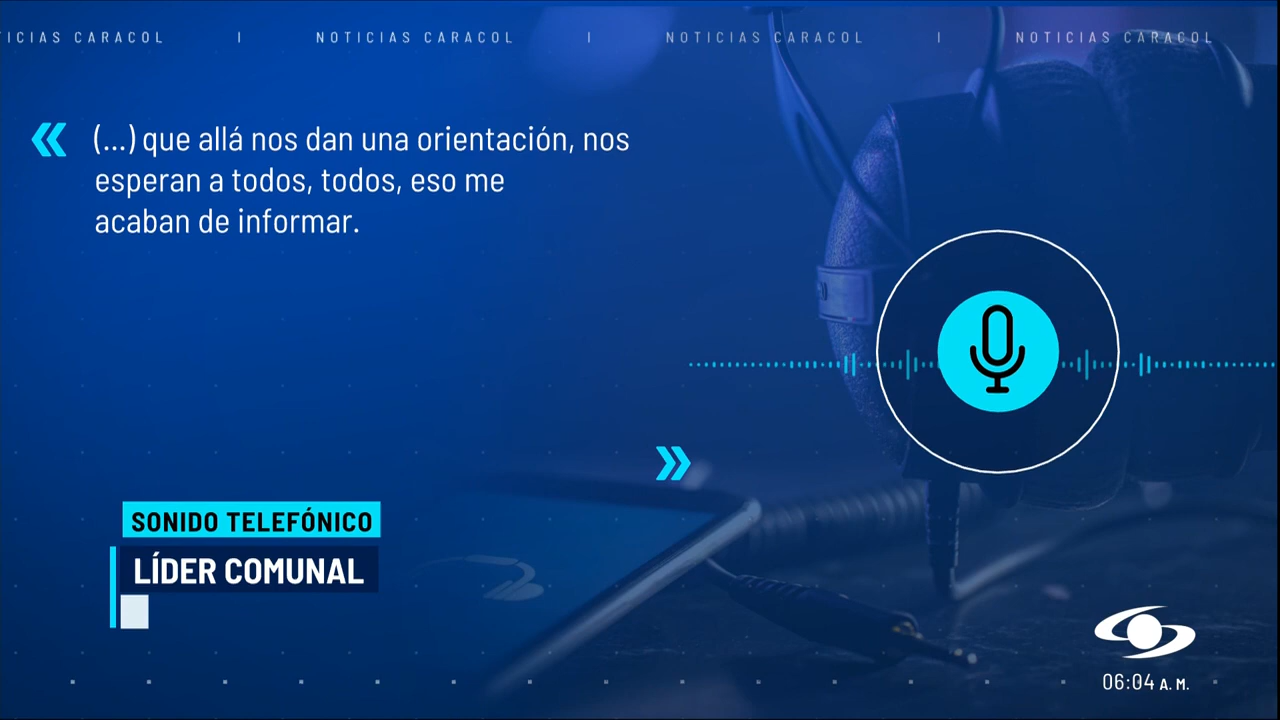 ICIAS CARACOL | NOTICIAS CARACOL | NOTICIAS CARACOL | NOTICIAS CARACOL
« (...) que allá nos dan una orientación, nos
esperan a todos, todos, eso me
acaban de informar.
»
SONIDO TELEFÓNICO
LÍDER COMUNAL
06:04 A. M.